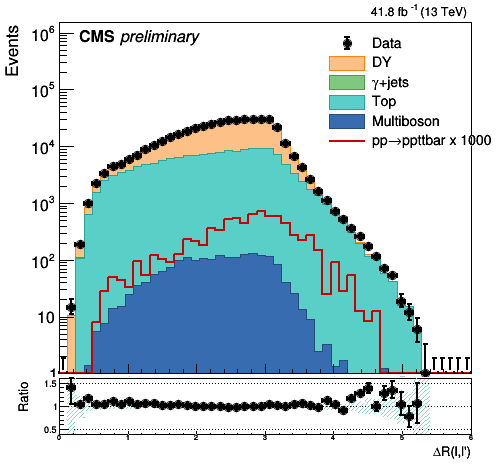 41.8 fb⁻¹ (13 TeV)
CMS preliminary
Events
10⁶
10⁵
10⁴
10³
10²
10
1
Data
DY
γ+jets
Top
Multiboson
pp→ppttbar x 1000
Ratio
1.5
1
0.5
0 1 2 3 4 5 6
ΔR(l,l')